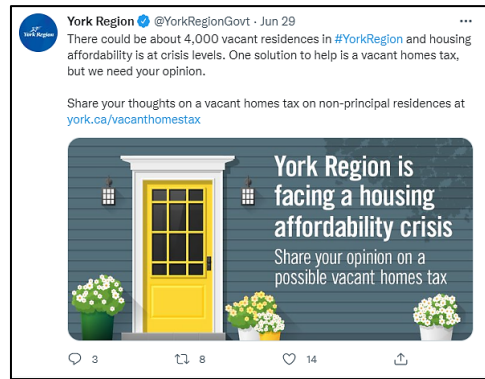 York Region @YorkRegionGovt · Jun 29
There could be about 4,000 vacant residences in #YorkRegion and housing
affordability is at crisis levels. One solution to help is a vacant homes tax,
but we need your opinion.
Share your thoughts on a vacant homes tax on non-principal residences at
york.ca/vacanthomestax
York Region
York Region is
facing a housing
affordability crisis
Share your opinion on a
possible vacant homes tax
3 8 14